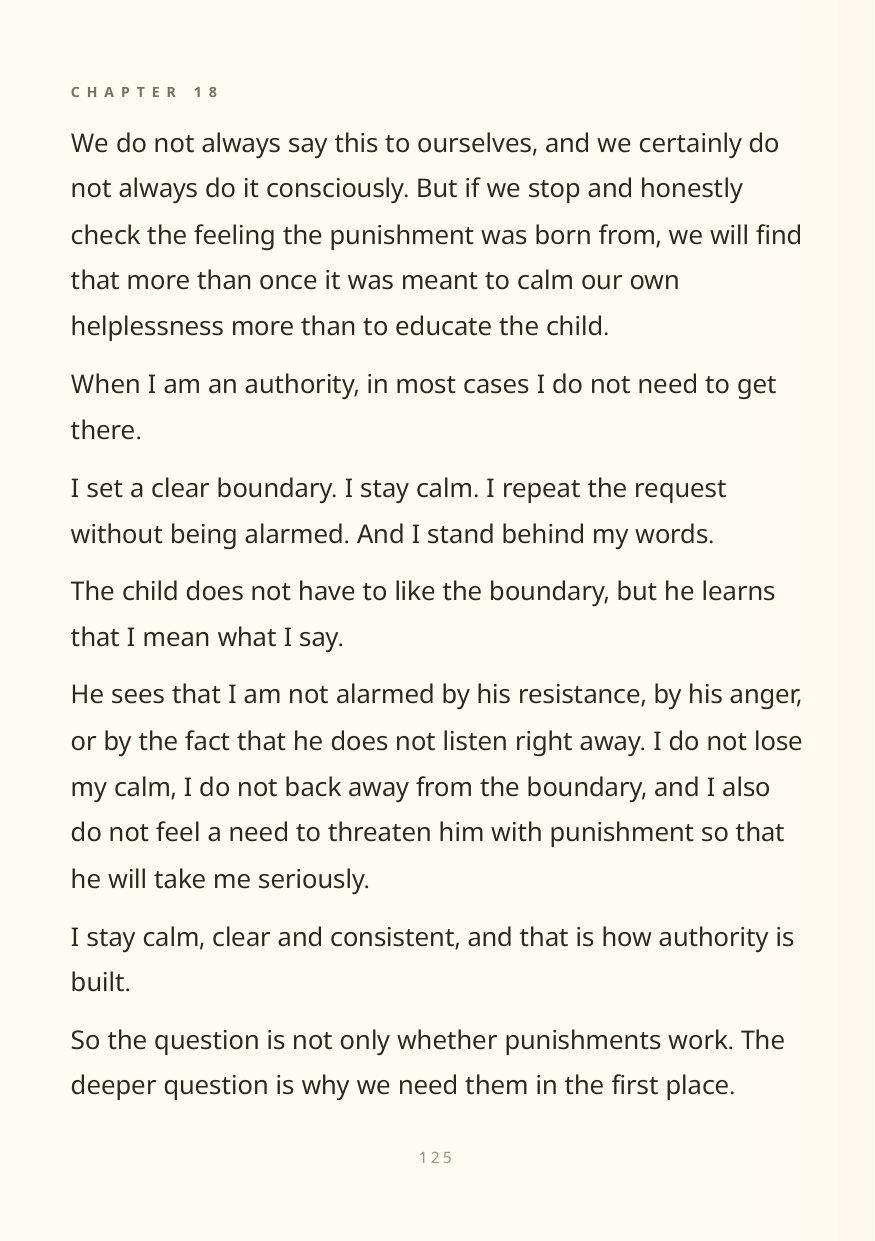 CHAPTER 18
We do not always say this to ourselves, and we certainly do
not always do it consciously. But if we stop and honestly
check the feeling the punishment was born from, we will find
that more than once it was meant to calm our own
helplessness more than to educate the child.
When I am an authority, in most cases I do not need to get
there.
I set a clear boundary. I stay calm. I repeat the request
without being alarmed. And I stand behind my words.
The child does not have to like the boundary, but he learns
that I mean what I say.
He sees that I am not alarmed by his resistance, by his anger,
or by the fact that he does not listen right away. I do not lose
my calm, I do not back away from the boundary, and I also
do not feel a need to threaten him with punishment so that
he will take me seriously.
I stay calm, clear and consistent, and that is how authority is
built.
So the question is not only whether punishments work. The
deeper question is why we need them in the first place.
125